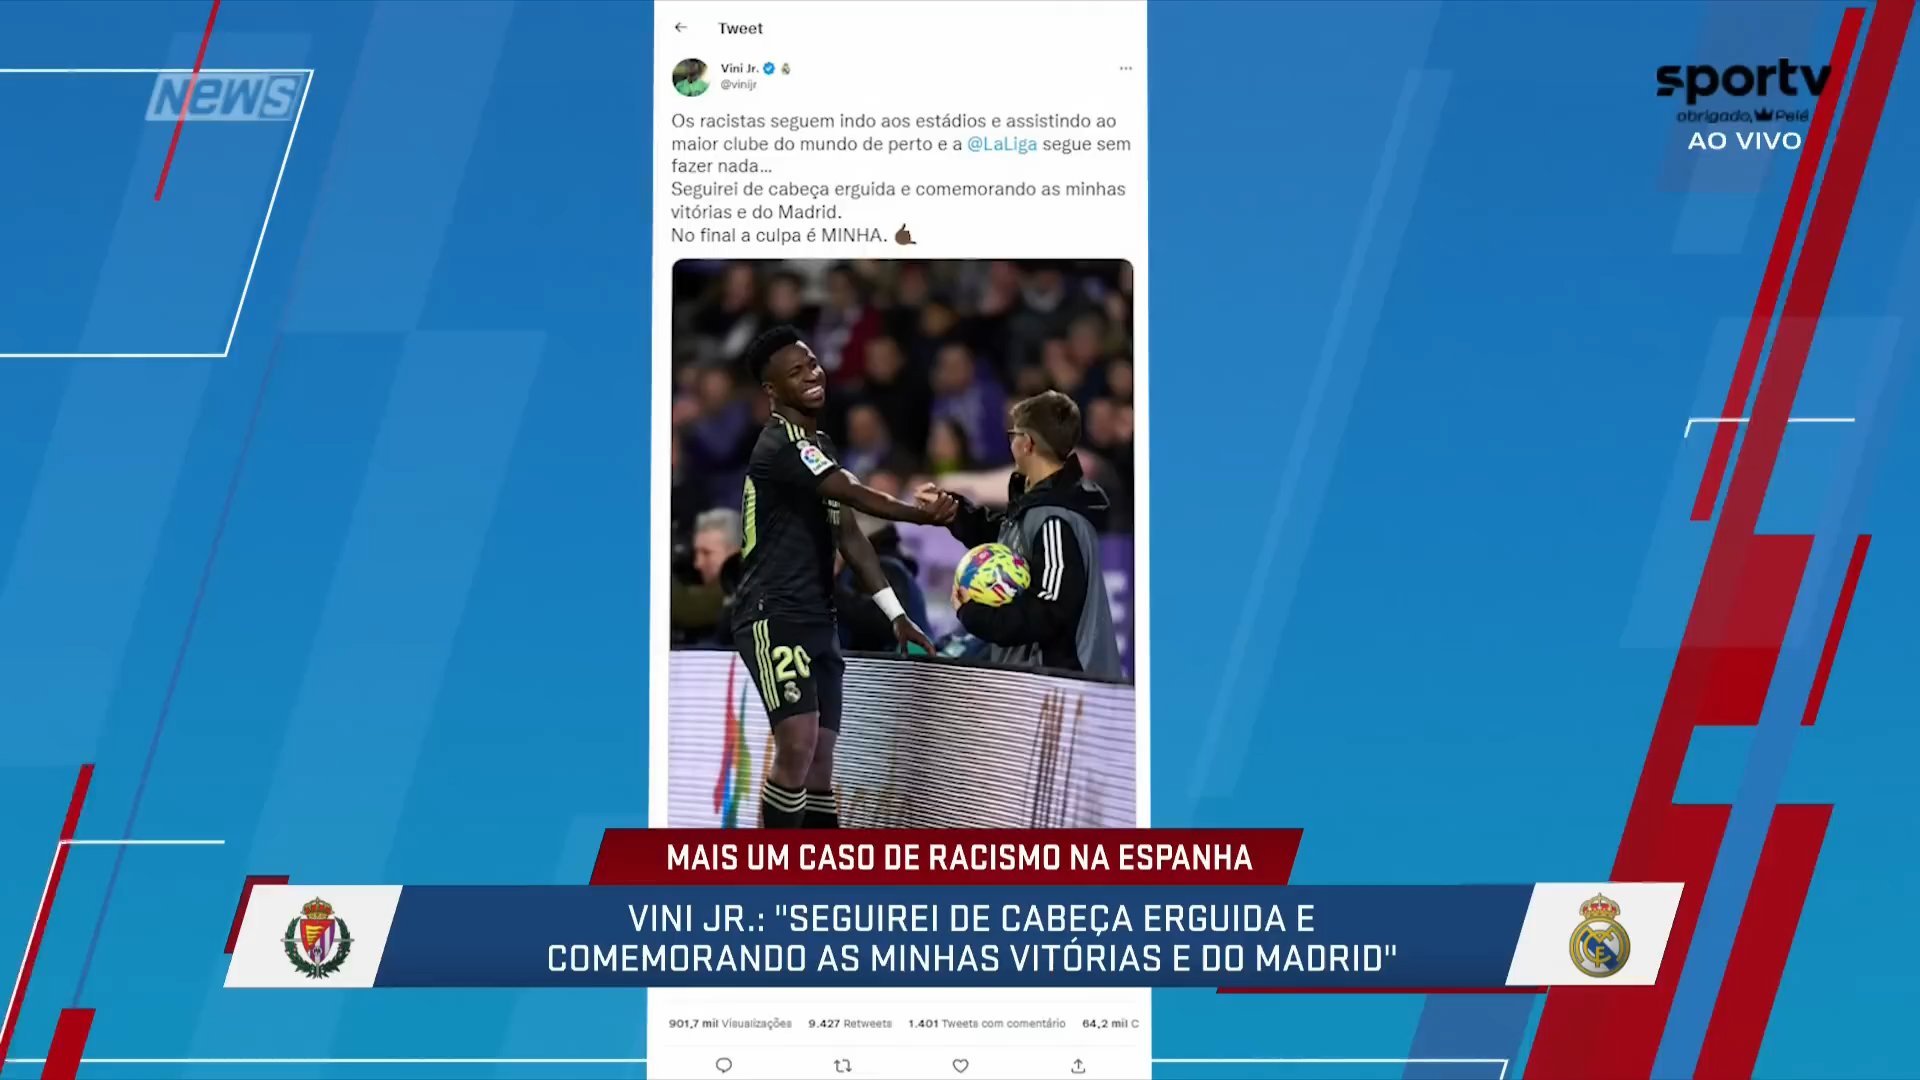 NEWS
sportv
obrigado, Pelé
AO VIVO
Tweet
Vini Jr.
@vinijr
Os racistas seguem indo aos estádios e assistindo ao
maior clube do mundo de perto e a @LaLiga segue sem
fazer nada...
Seguirei de cabeça erguida e comemorando as minhas
vitórias e do Madrid.
No final a culpa é MINHA.
20
MAIS UM CASO DE RACISMO NA ESPANHA
VINI JR.: "SEGUIREI DE CABEÇA ERGUIDA E
COMEMORANDO AS MINHAS VITÓRIAS E DO MADRID"
901,7 mil Visualizações 9.427 Retweets 1.401 Tweets com comentário 64,2 mil C